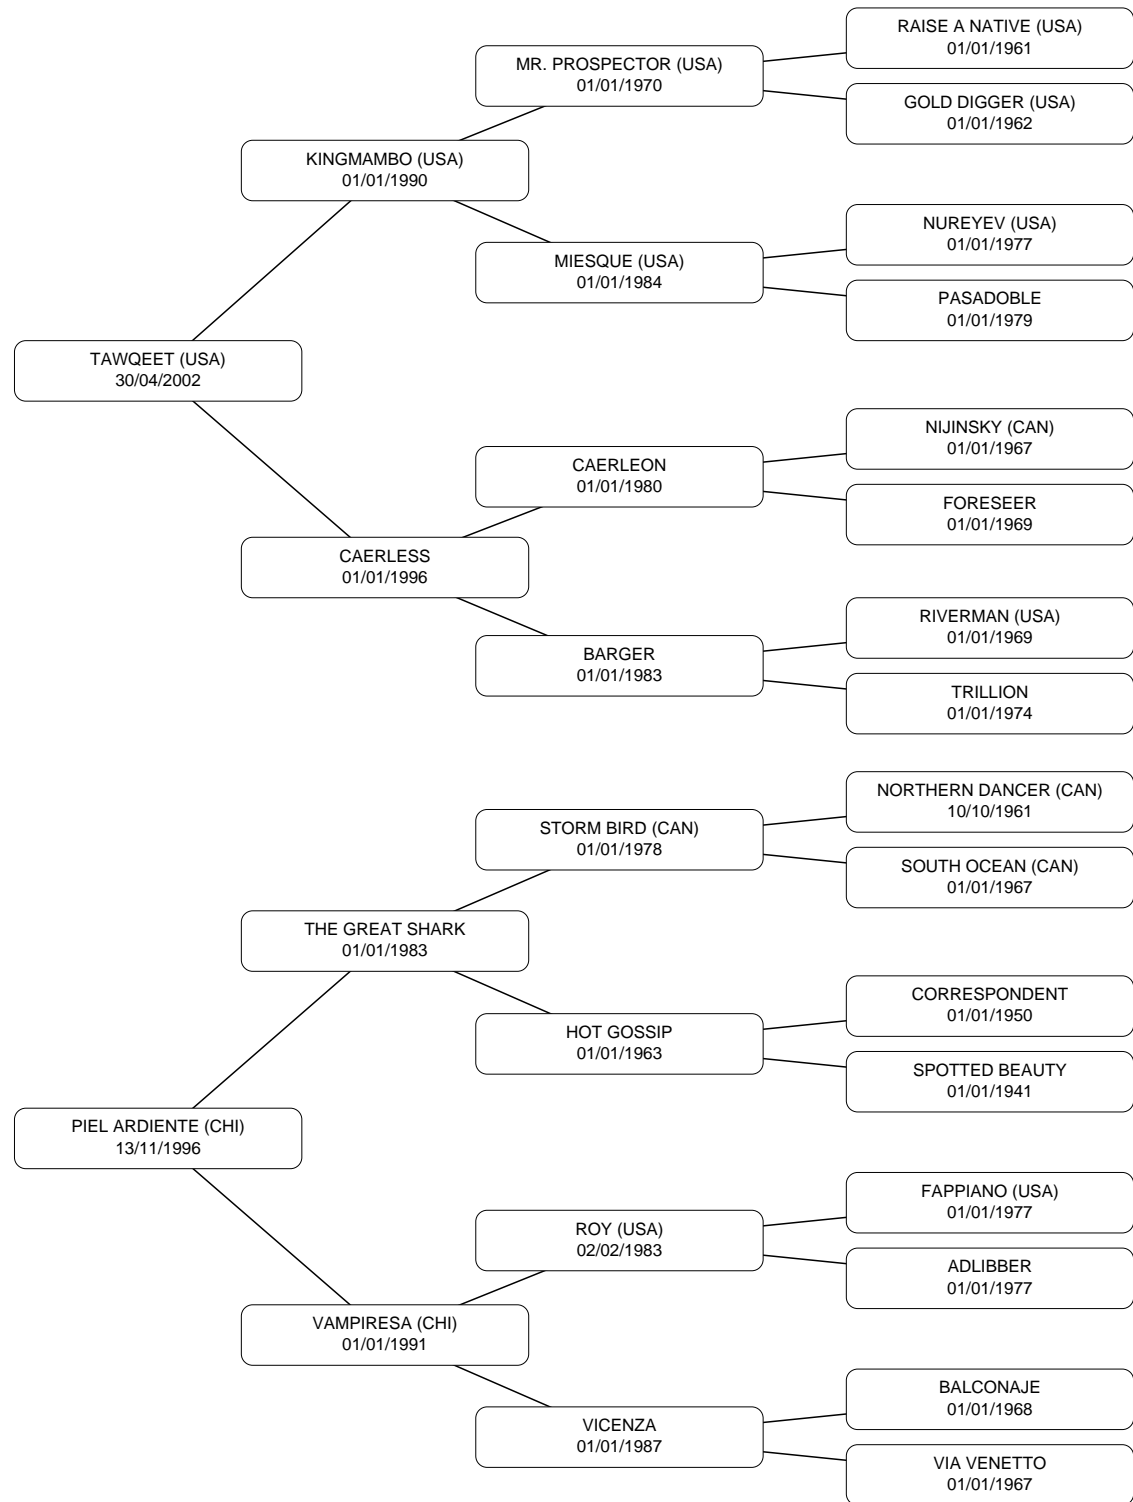 RAISE A NATIVE (USA)
01/01/1961
MR. PROSPECTOR (USA)
01/01/1970
GOLD DIGGER (USA)
01/01/1962
KINGMAMBO (USA)
01/01/1990
NUREYEV (USA)
01/01/1977
MIESQUE (USA)
01/01/1984
PASADOBLE
01/01/1979
TAWQEET (USA)
30/04/2002
NIJINSKY (CAN)
01/01/1967
CAERLEON
01/01/1980
FORESEER
01/01/1969
CAERLESS
01/01/1996
RIVERMAN (USA)
01/01/1969
BARGER
01/01/1983
TRILLION
01/01/1974
NORTHERN DANCER (CAN)
10/10/1961
STORM BIRD (CAN)
01/01/1978
SOUTH OCEAN (CAN)
01/01/1967
THE GREAT SHARK
01/01/1983
CORRESPONDENT
01/01/1950
HOT GOSSIP
01/01/1963
SPOTTED BEAUTY
01/01/1941
PIEL ARDIENTE (CHI)
13/11/1996
FAPPIANO (USA)
01/01/1977
ROY (USA)
02/02/1983
ADLIBBER
01/01/1977
VAMPIRESA (CHI)
01/01/1991
BALCONAJE
01/01/1968
VICENZA
01/01/1987
VIA VENETTO
01/01/1967